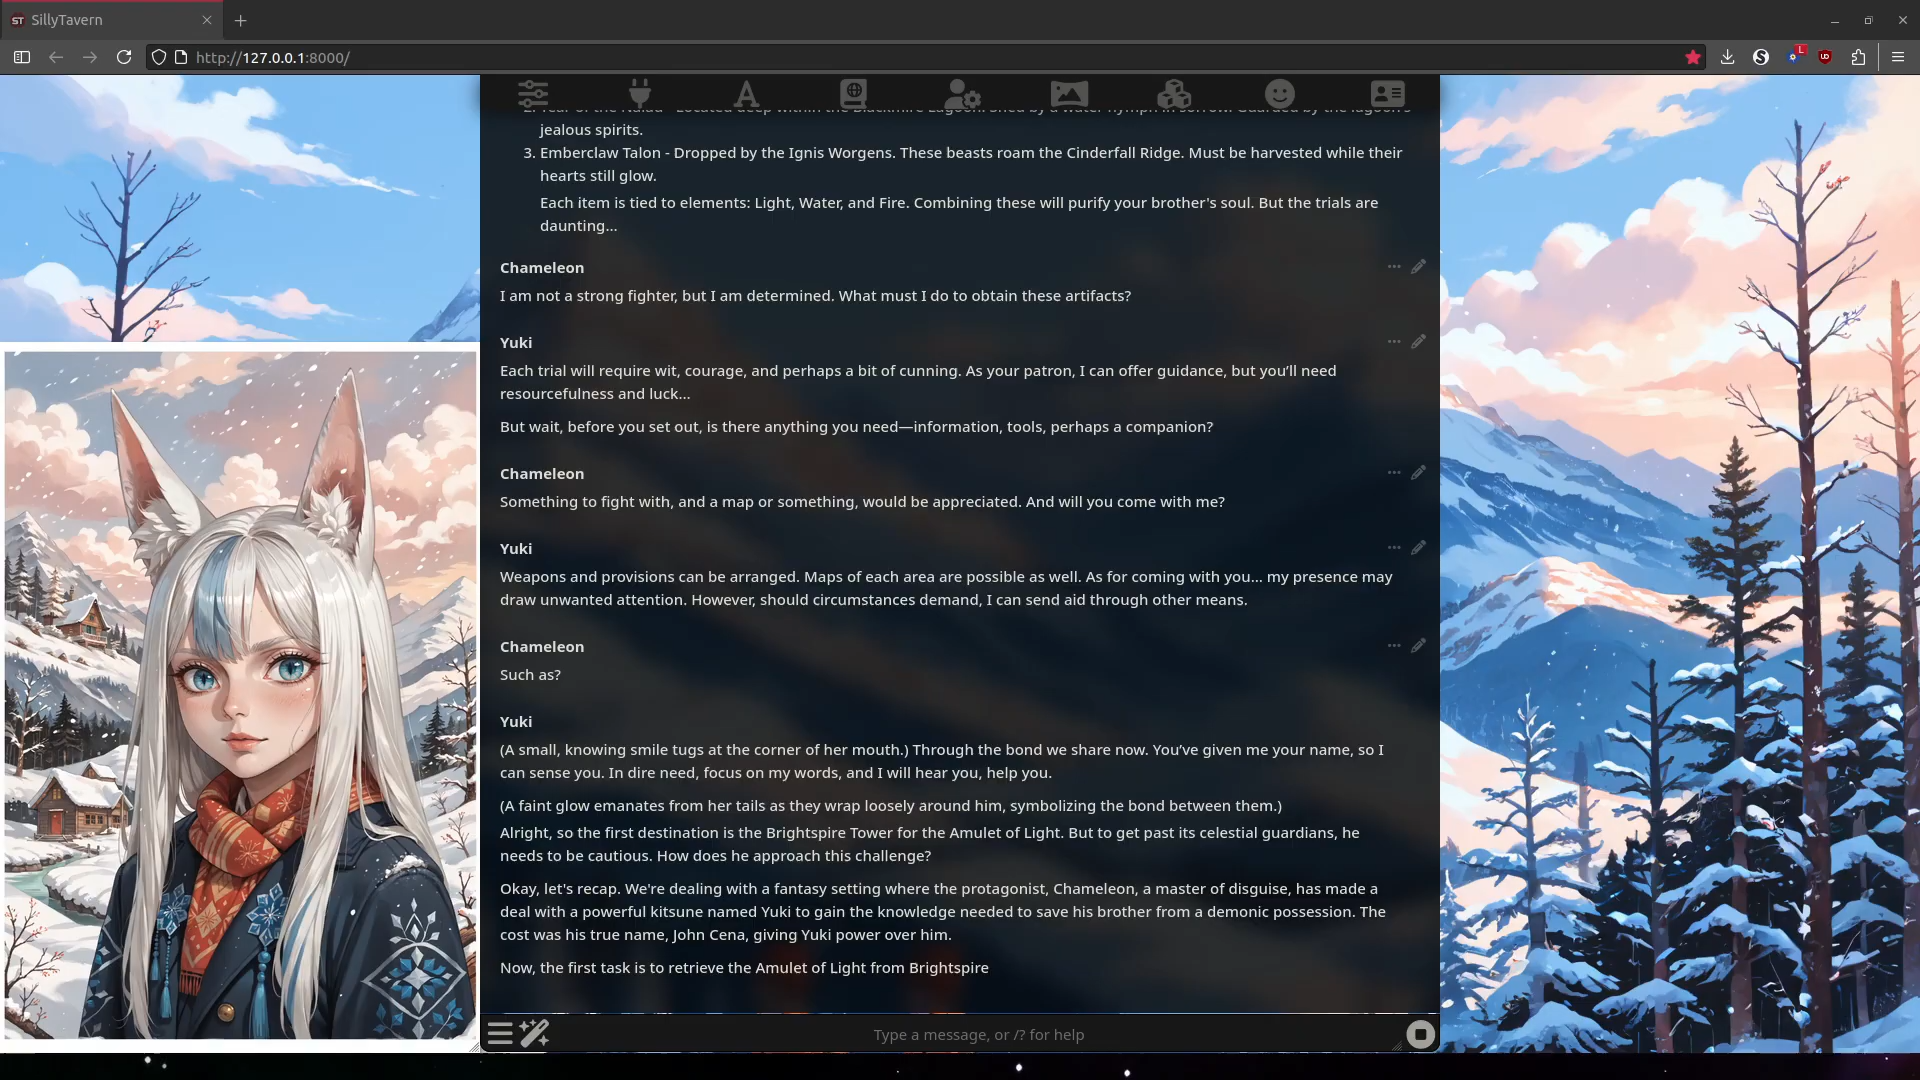 SillyTavern
http://127.0.0.1:8000/
L
jealous spirits.
3. Emberclaw Talon - Dropped by the Ignis Worgens. These beasts roam the Cinderfall Ridge. Must be harvested while their
hearts still glow.
Each item is tied to elements: Light, Water, and Fire. Combining these will purify your brother's soul. But the trials are
daunting...
Chameleon
I am not a strong fighter, but I am determined. What must I do to obtain these artifacts?
Yuki
Each trial will require wit, courage, and perhaps a bit of cunning. As your patron, I can offer guidance, but you’ll need
resourcefulness and luck...
But wait, before you set out, is there anything you need—information, tools, perhaps a companion?
Chameleon
Something to fight with, and a map or something, would be appreciated. And will you come with me?
Yuki
Weapons and provisions can be arranged. Maps of each area are possible as well. As for coming with you... my presence may
draw unwanted attention. However, should circumstances demand, I can send aid through other means.
Chameleon
Such as?
Yuki
(A small, knowing smile tugs at the corner of her mouth.) Through the bond we share now. You’ve given me your name, so I
can sense you. In dire need, focus on my words, and I will hear you, help you.
(A faint glow emanates from her tails as they wrap loosely around him, symbolizing the bond between them.)
Alright, so the first destination is the Brightspire Tower for the Amulet of Light. But to get past its celestial guardians, he
needs to be cautious. How does he approach this challenge?
Okay, let's recap. We're dealing with a fantasy setting where the protagonist, Chameleon, a master of disguise, has made a
deal with a powerful kitsune named Yuki to gain the knowledge needed to save his brother from a demonic possession. The
cost was his true name, John Cena, giving Yuki power over him.
Now, the first task is to retrieve the Amulet of Light from Brightspire
Type a message, or /? for help